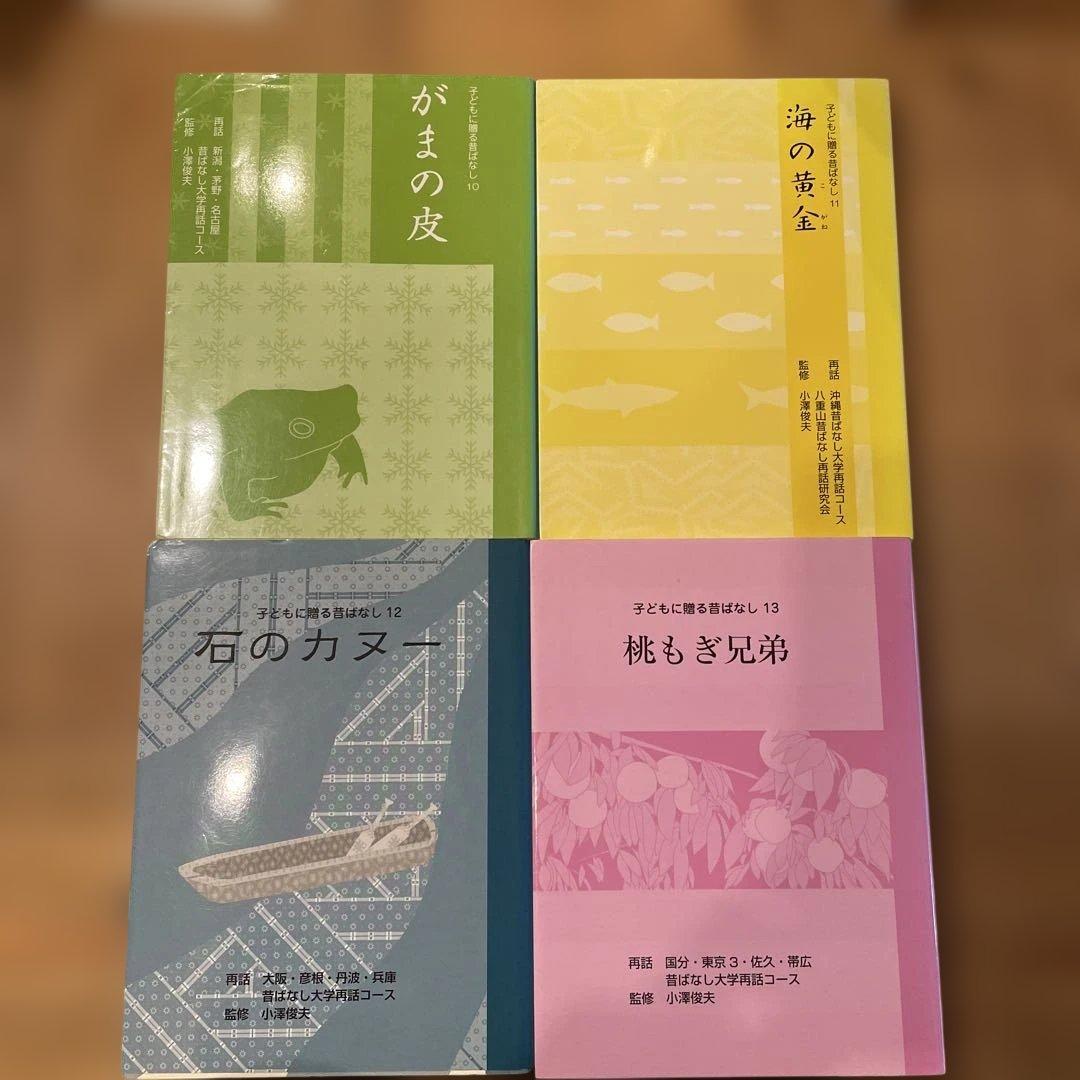 子どもに贈る昔ばなし 10
がまの皮
再話 新潟・茅野・名古屋
昔ばなし大学再話コース
監修 小澤俊夫
子どもに贈る昔ばなし 11
海の黄金
こがね
再話 沖縄昔ばなし大学再話コース
八重山昔ばなし再話研究会
監修 小澤俊夫
子どもに贈る昔ばなし 12
石のカヌー
再話 大阪・彦根・丹波・兵庫
昔ばなし大学再話コース
監修 小澤俊夫
子どもに贈る昔ばなし 13
桃もぎ兄弟
再話 国分・東京3・佐久・帯広
昔ばなし大学再話コース
監修 小澤俊夫